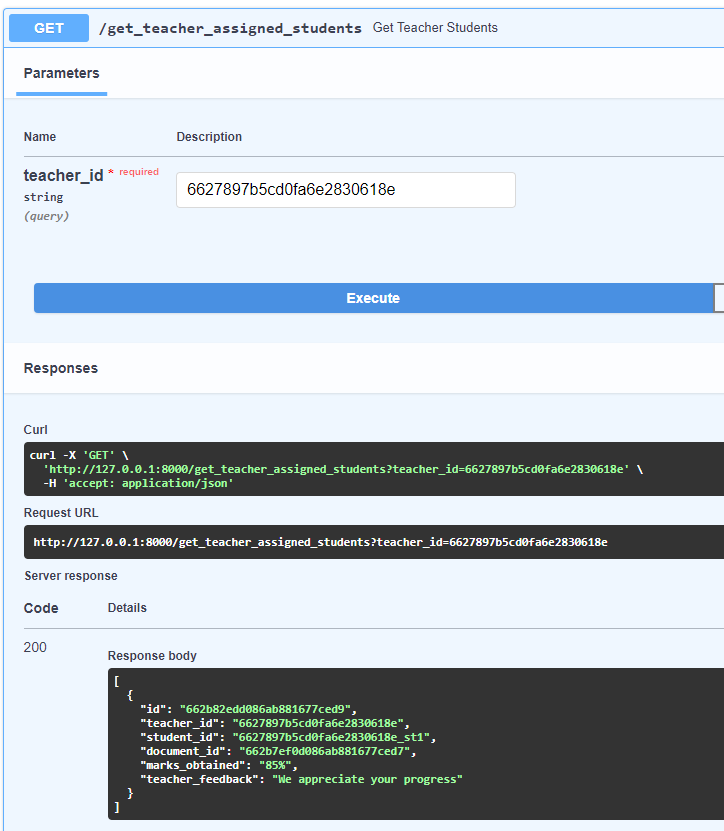 GET /get_teacher_assigned_students Get Teacher Students
Parameters
Name Description
teacher_id * required
string
(query)
6627897b5cd0fa6e2830618e
Execute
Responses
Curl
curl -X 'GET' \
'http://127.0.0.1:8000/get_teacher_assigned_students?teacher_id=6627897b5cd0fa6e2830618e' \
-H 'accept: application/json'
Request URL
http://127.0.0.1:8000/get_teacher_assigned_students?teacher_id=6627897b5cd0fa6e2830618e
Server response
Code Details
200
Response body
[
{
"id": "662b82edd086ab881677ced9",
"teacher_id": "6627897b5cd0fa6e2830618e",
"student_id": "6627897b5cd0fa6e2830618e_st1",
"document_id": "662b7ef0d086ab881677ced7",
"marks_obtained": "85%",
"teacher_feedback": "We appreciate your progress"
}
]